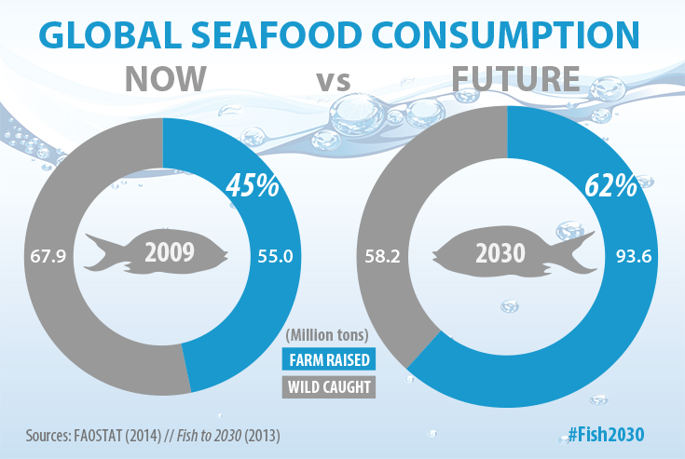 GLOBAL SEAFOOD CONSUMPTION
NOW vs FUTURE
45%
67.9 2009 55.0
62%
58.2 2030 93.6
(Million tons)
FARM RAISED
WILD CAUGHT
Sources: FAOSTAT (2014) // Fish to 2030 (2013)
#Fish2030